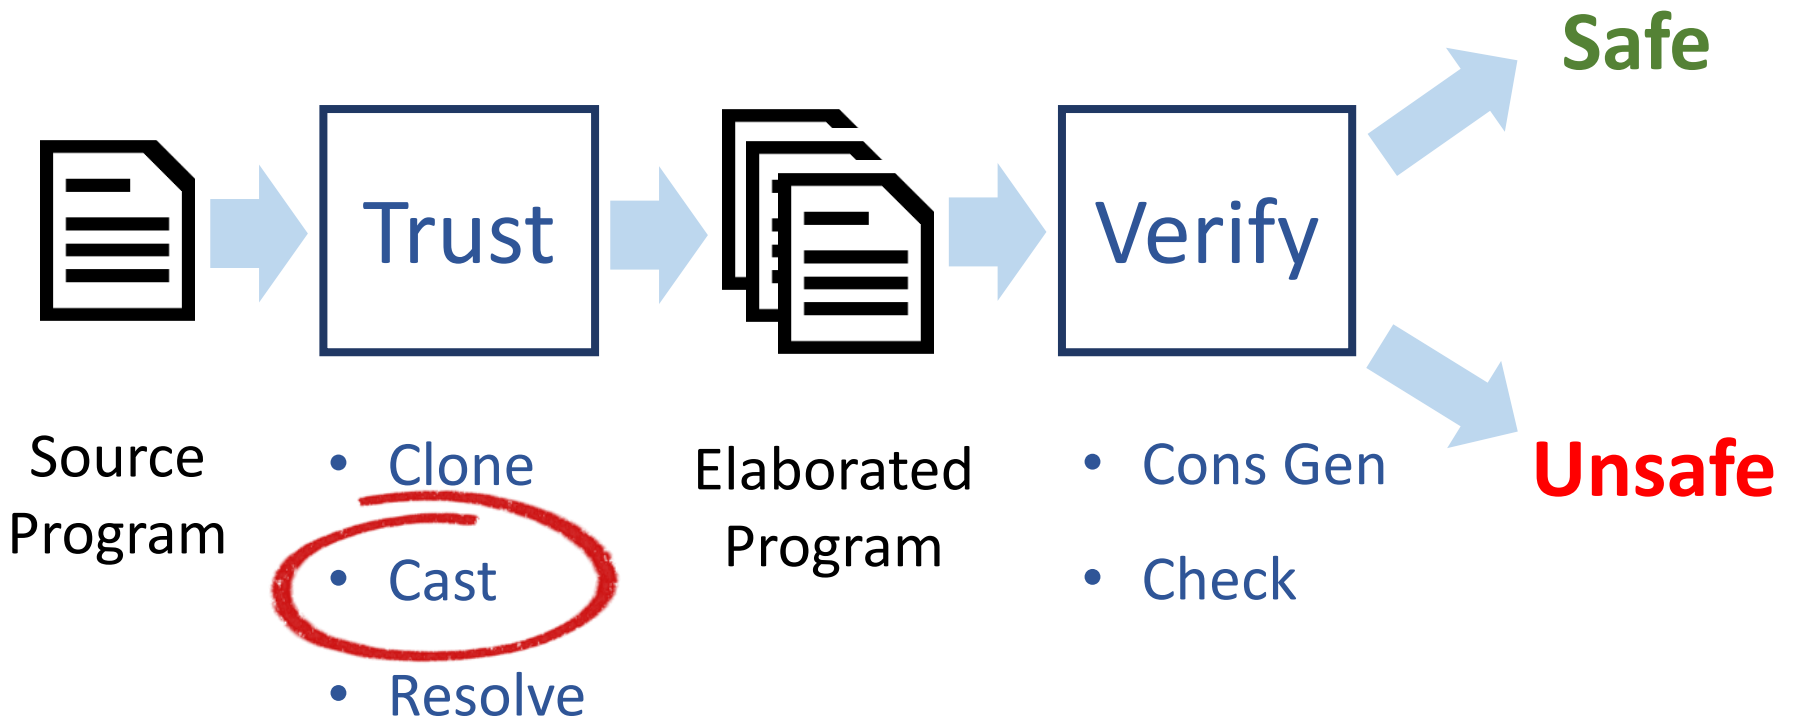 Safe
Trust
Verify
Source
Program
• Clone
• Cast
• Resolve
Elaborated
Program
• Cons Gen
• Check
Unsafe